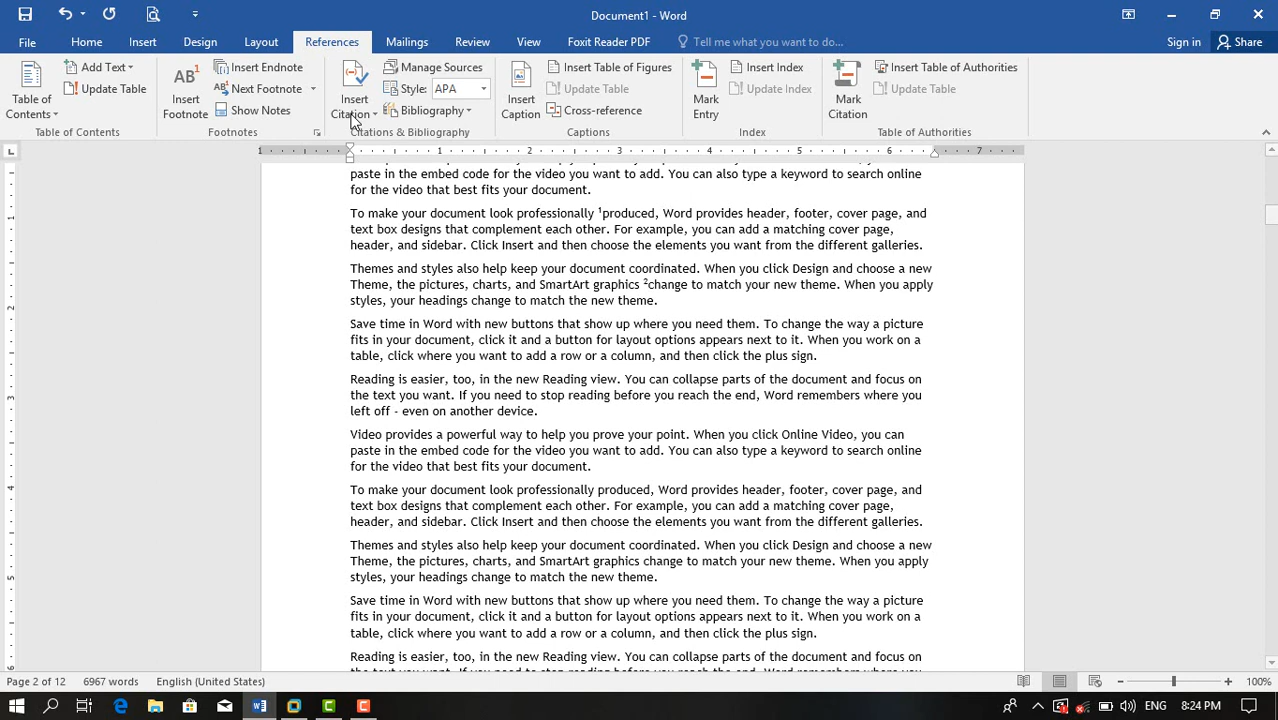 Document1 - Word
File Home Insert Design Layout References Mailings Review View Foxit Reader PDF Tell me what you want to do... Sign in Share
Table of Contents
Add Text
Update Table
Table of Contents
AB1
Insert Footnote
Insert Endnote
Next Footnote
Show Notes
Footnotes
Insert Citation
Manage Sources
Style: APA
Bibliography
Citations & Bibliography
Insert Caption
Insert Table of Figures
Update Table
Cross-reference
Captions
Mark Entry
Insert Index
Update Index
Index
Mark Citation
Insert Table of Authorities
Update Table
Table of Authorities
1 1 2 3 4 5 6 7
paste in the embed code for the video you want to add. You can also type a keyword to search online
for the video that best fits your document.
To make your document look professionally ¹produced, Word provides header, footer, cover page, and
text box designs that complement each other. For example, you can add a matching cover page,
header, and sidebar. Click Insert and then choose the elements you want from the different galleries.
Themes and styles also help keep your document coordinated. When you click Design and choose a new
Theme, the pictures, charts, and SmartArt graphics ²change to match your new theme. When you apply
styles, your headings change to match the new theme.
Save time in Word with new buttons that show up where you need them. To change the way a picture
fits in your document, click it and a button for layout options appears next to it. When you work on a
table, click where you want to add a row or a column, and then click the plus sign.
Reading is easier, too, in the new Reading view. You can collapse parts of the document and focus on
the text you want. If you need to stop reading before you reach the end, Word remembers where you
left off - even on another device.
Video provides a powerful way to help you prove your point. When you click Online Video, you can
paste in the embed code for the video you want to add. You can also type a keyword to search online
for the video that best fits your document.
To make your document look professionally produced, Word provides header, footer, cover page, and
text box designs that complement each other. For example, you can add a matching cover page,
header, and sidebar. Click Insert and then choose the elements you want from the different galleries.
Themes and styles also help keep your document coordinated. When you click Design and choose a new
Theme, the pictures, charts, and SmartArt graphics change to match your new theme. When you apply
styles, your headings change to match the new theme.
Save time in Word with new buttons that show up where you need them. To change the way a picture
fits in your document, click it and a button for layout options appears next to it. When you work on a
table, click where you want to add a row or a column, and then click the plus sign.
Reading is easier, too, in the new Reading view. You can collapse parts of the document and focus on
Page 2 of 12 6967 words English (United States) 100%
ENG 8:24 PM